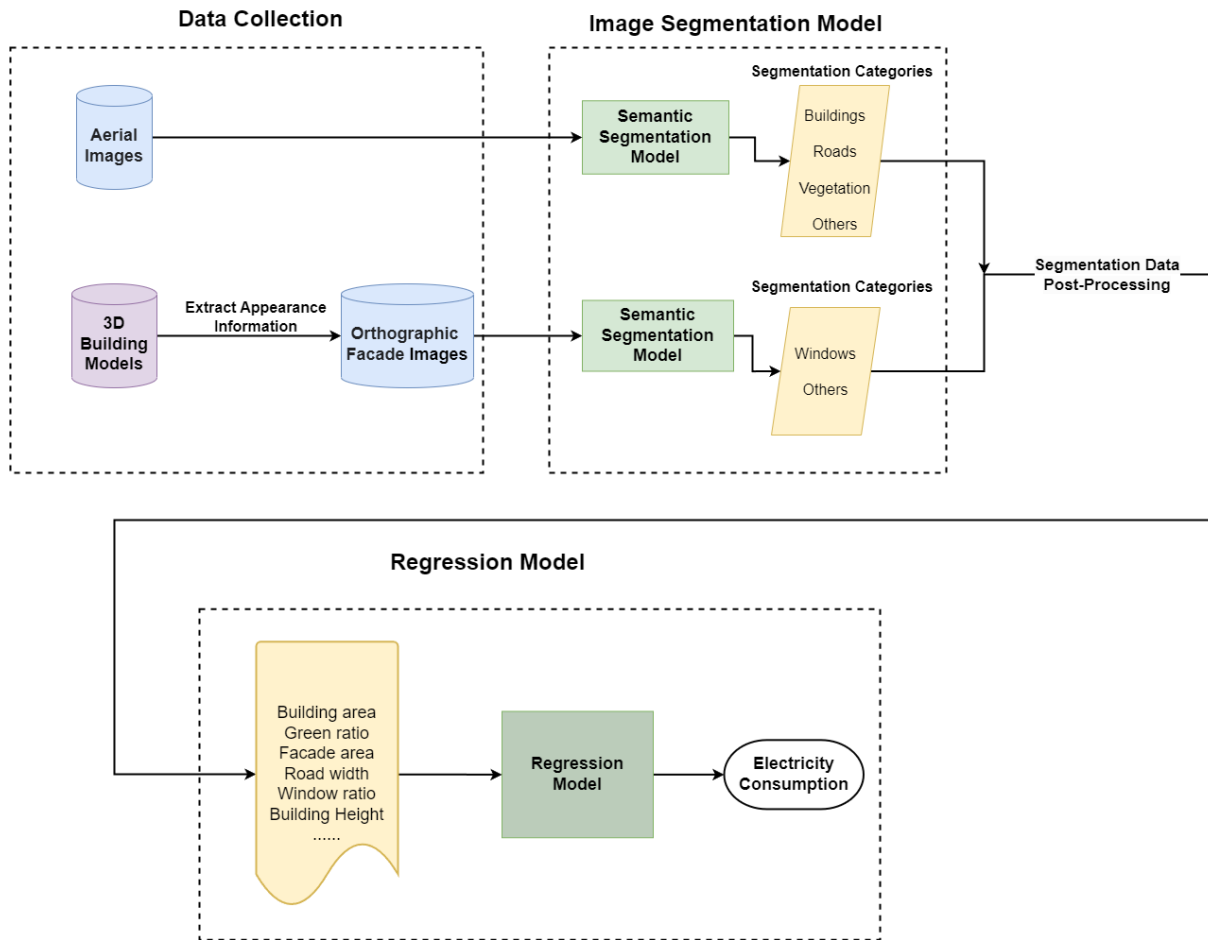 Data Collection
Image Segmentation Model
Segmentation Categories
Aerial
Images
Semantic
Segmentation
Model
Buildings
Roads
Vegetation
Others
Segmentation Data
Post-Processing
3D
Building
Models
Extract Appearance
Information
Orthographic
Facade Images
Semantic
Segmentation
Model
Segmentation Categories
Windows
Others
Regression Model
Building area
Green ratio
Facade area
Road width
Window ratio
Building Height
......
Regression
Model
Electricity
Consumption